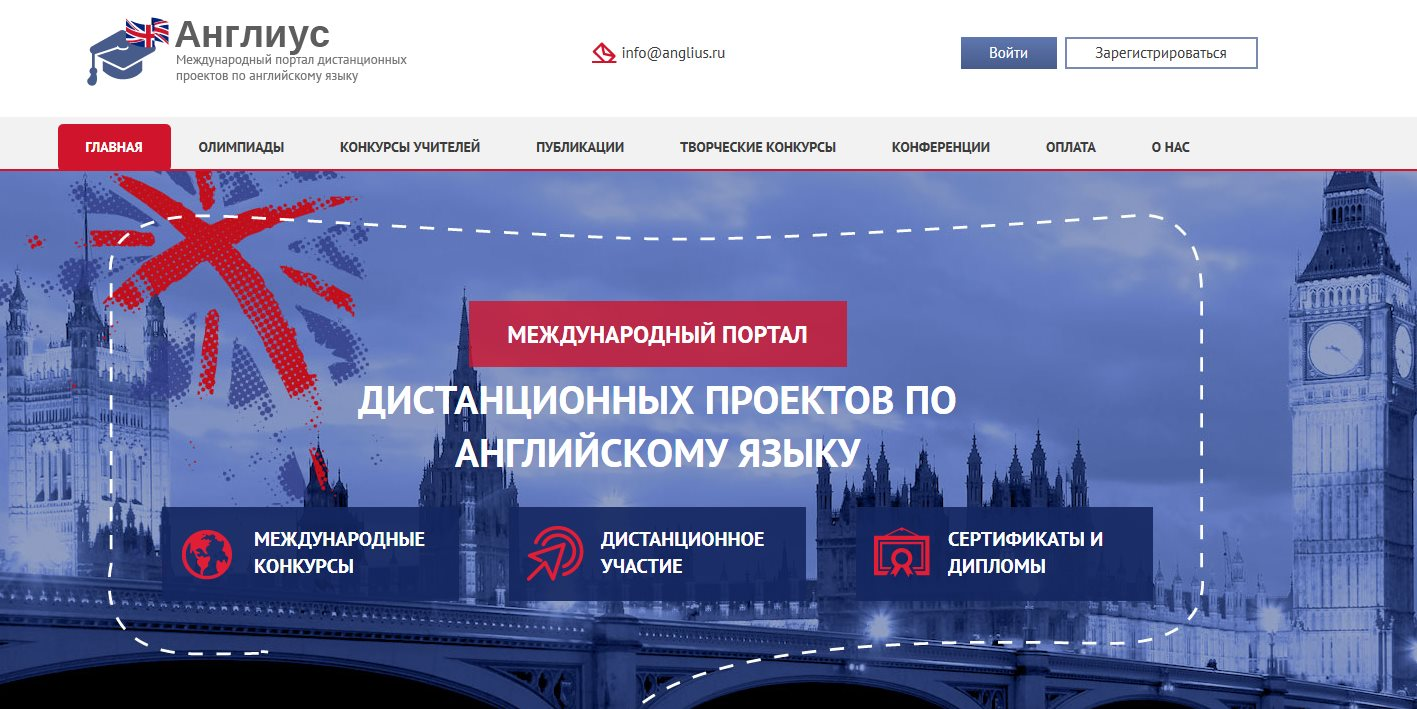 Англиус
Международный портал дистанционных
проектов по английскому языку
info@anglius.ru
Войти
Зарегистрироваться
ГЛАВНАЯ
ОЛИМПИАДЫ
КОНКУРСЫ УЧИТЕЛЕЙ
ПУБЛИКАЦИИ
ТВОРЧЕСКИЕ КОНКУРСЫ
КОНФЕРЕНЦИИ
ОПЛАТА
О НАС
МЕЖДУНАРОДНЫЙ ПОРТАЛ
ДИСТАНЦИОННЫХ ПРОЕКТОВ ПО
АНГЛИЙСКОМУ ЯЗЫКУ
МЕЖДУНАРОДНЫЕ
КОНКУРСЫ
ДИСТАНЦИОННОЕ
УЧАСТИЕ
СЕРТИФИКАТЫ И
ДИПЛОМЫ